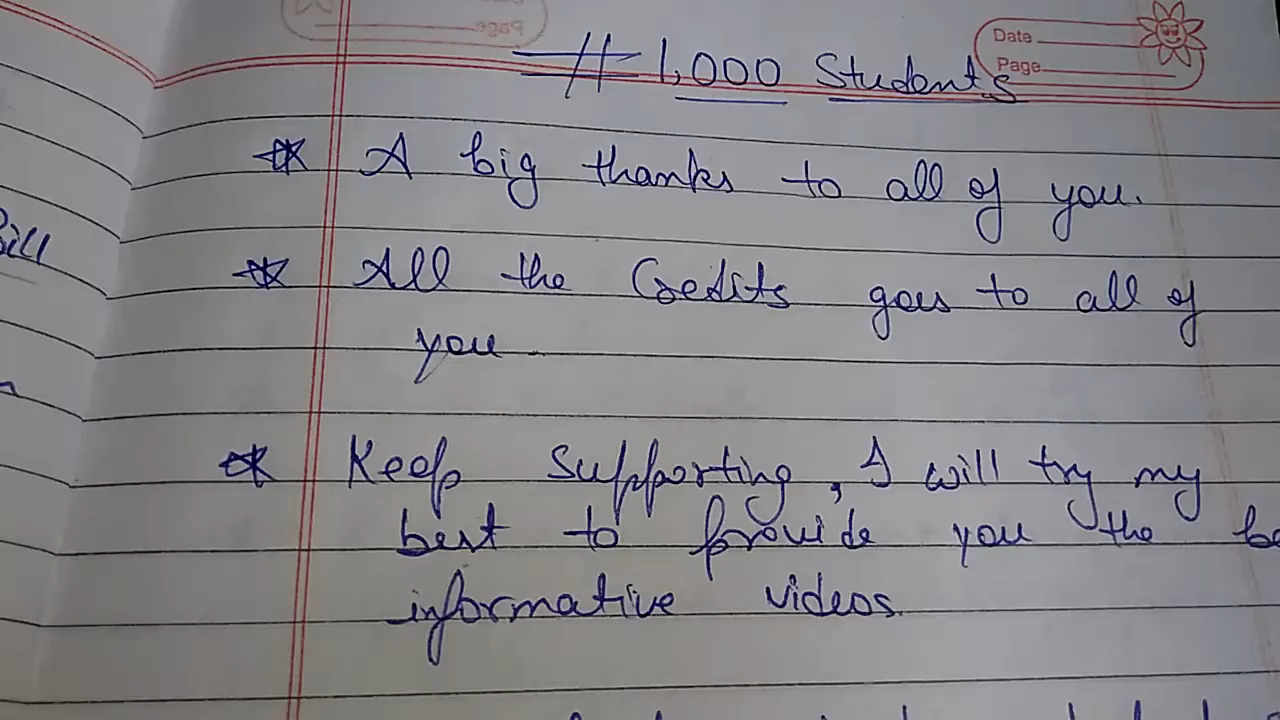 Date
Page
# 1,000 Students
A big thanks to all of you.
All the Credits goes to all of
you.
Keep supporting, I will try my
best to provide you the
informative videos.